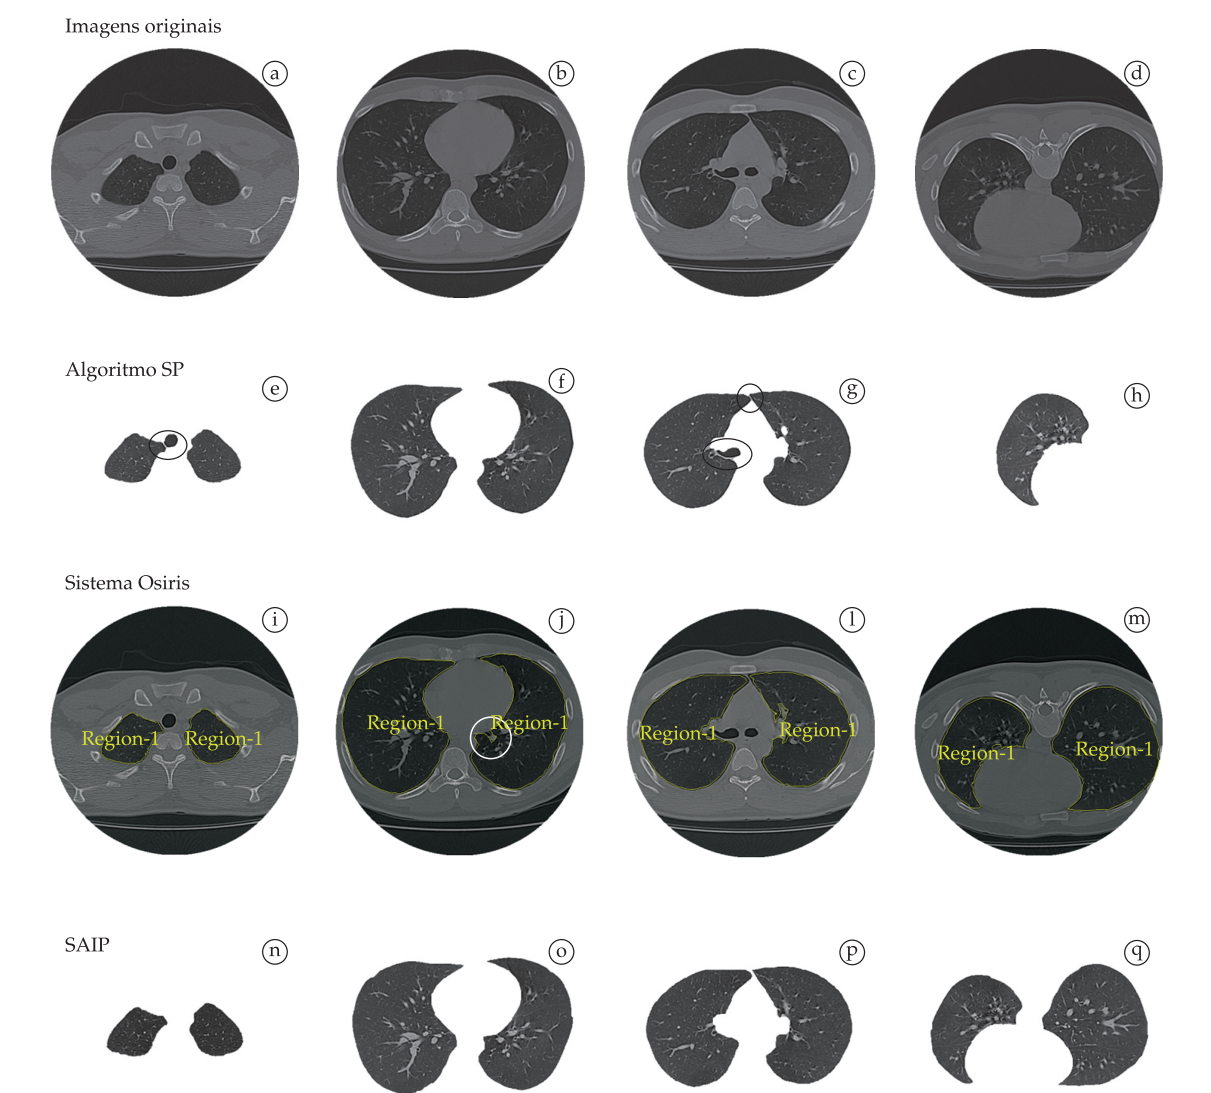 Imagens originais
a b c d
Algoritmo SP
e f g h
Sistema Osiris
i j l m
Region-1 Region-1 Region-1 Region-1 Region-1 Region-1 Region-1 Region-1
SAIP
n o p q